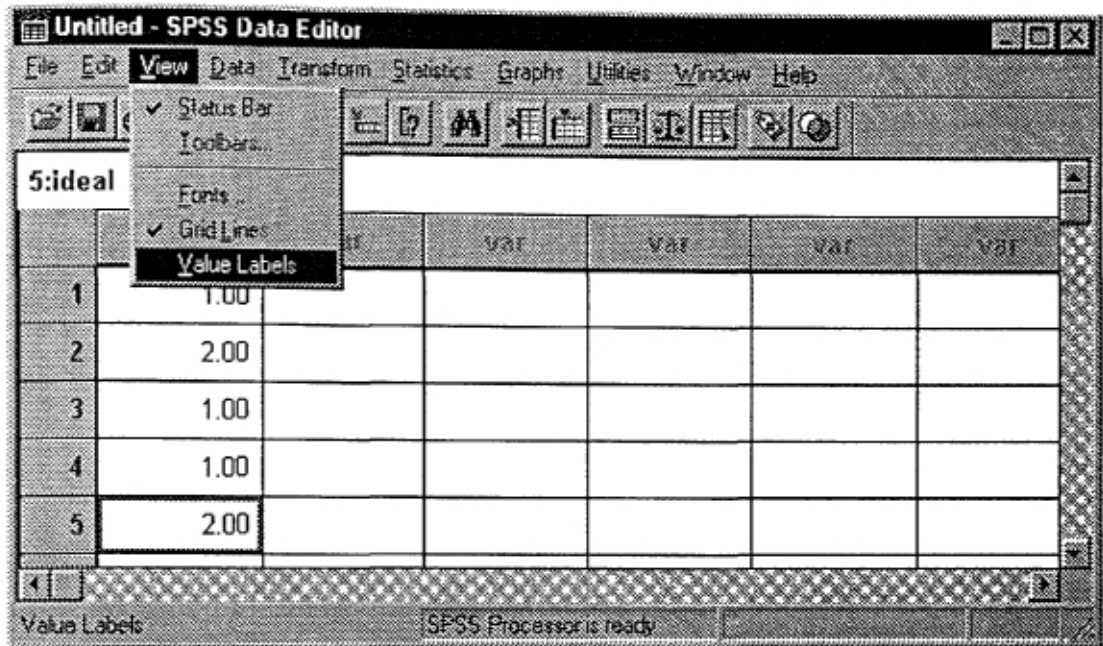 Untitled - SPSS Data Editor
File Edit View Data Transform Statistics Graphs Utilities Window Help
✓ Status Bar
Toolbars...
5:ideal
Fonts ..
✓ Grid Lines
Value Labels
var var var var
1 1.00
2 2.00
3 1.00
4 1.00
5 2.00
Value Labels SPSS Processor is ready